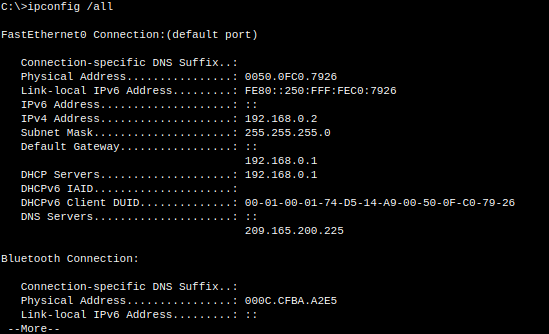 C:\>ipconfig /all
FastEthernet0 Connection:(default port)
Connection-specific DNS Suffix..:
Physical Address................: 0050.0FC0.7926
Link-local IPv6 Address.........: FE80::250:FFF:FEC0:7926
IPv6 Address....................: ::
IPv4 Address....................: 192.168.0.2
Subnet Mask.....................: 255.255.255.0
Default Gateway.................: ::
192.168.0.1
DHCP Servers....................: 192.168.0.1
DHCPv6 IAID.....................:
DHCPv6 Client DUID..............: 00-01-00-01-74-D5-14-A9-00-50-0F-C0-79-26
DNS Servers.....................: ::
209.165.200.225
Bluetooth Connection:
Connection-specific DNS Suffix..:
Physical Address................: 000C.CFBA.A2E5
Link-local IPv6 Address.........: ::
--More--